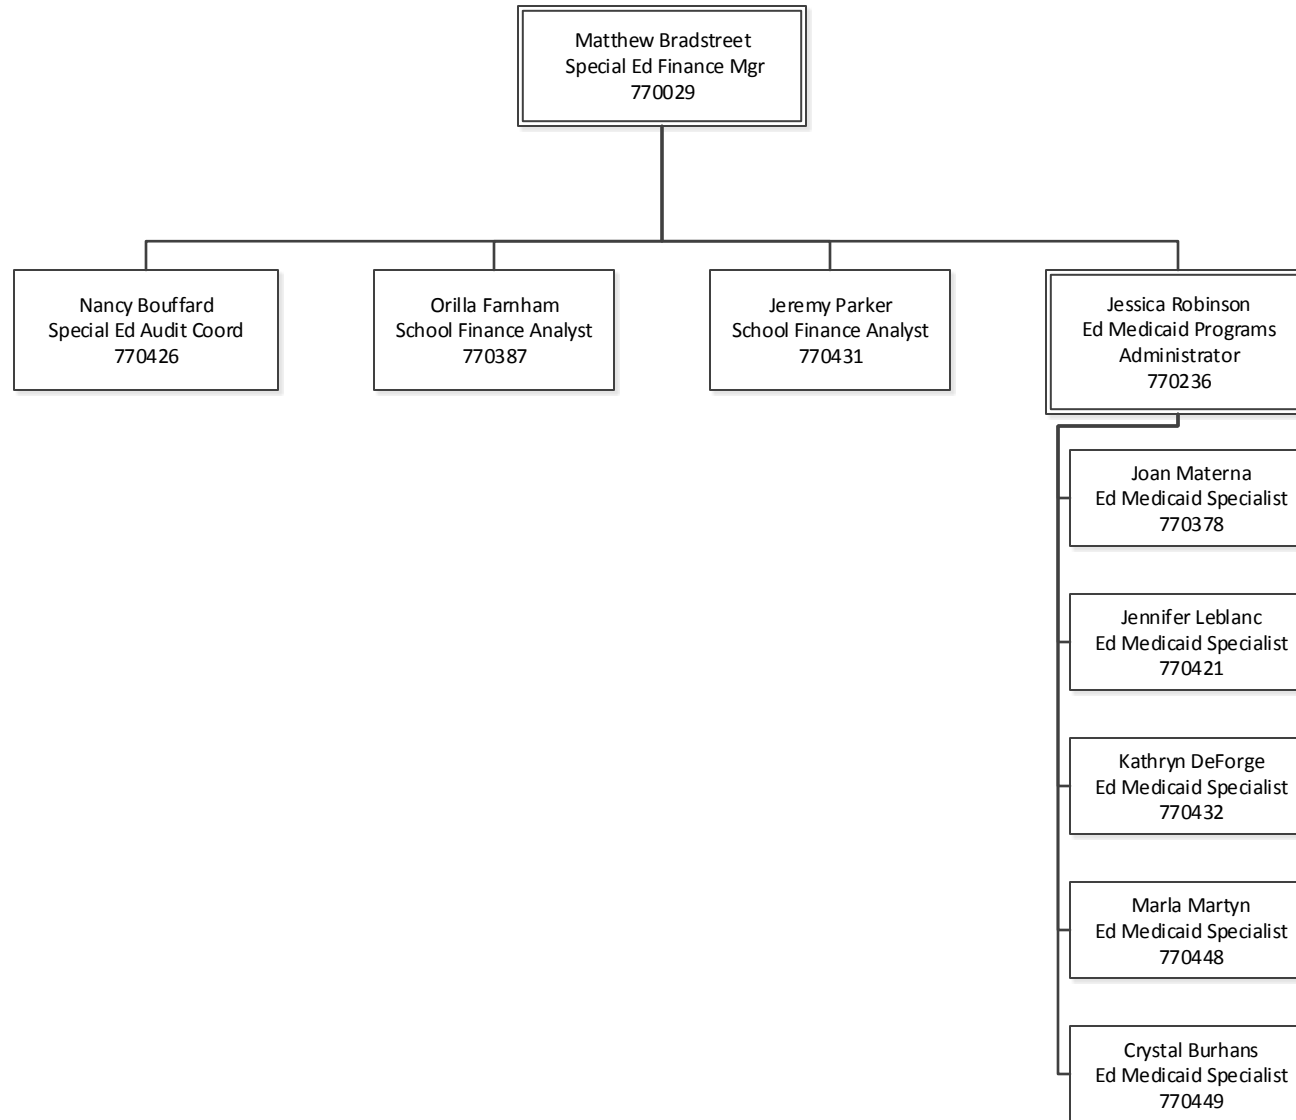 Matthew Bradstreet
Special Ed Finance Mgr
770029
Nancy Bouffard
Special Ed Audit Coord
770426
Orilla Farnham
School Finance Analyst
770387
Jeremy Parker
School Finance Analyst
770431
Jessica Robinson
Ed Medicaid Programs
Administrator
770236
Joan Materna
Ed Medicaid Specialist
770378
Jennifer Leblanc
Ed Medicaid Specialist
770421
Kathryn DeForge
Ed Medicaid Specialist
770432
Marla Martyn
Ed Medicaid Specialist
770448
Crystal Burhans
Ed Medicaid Specialist
770449